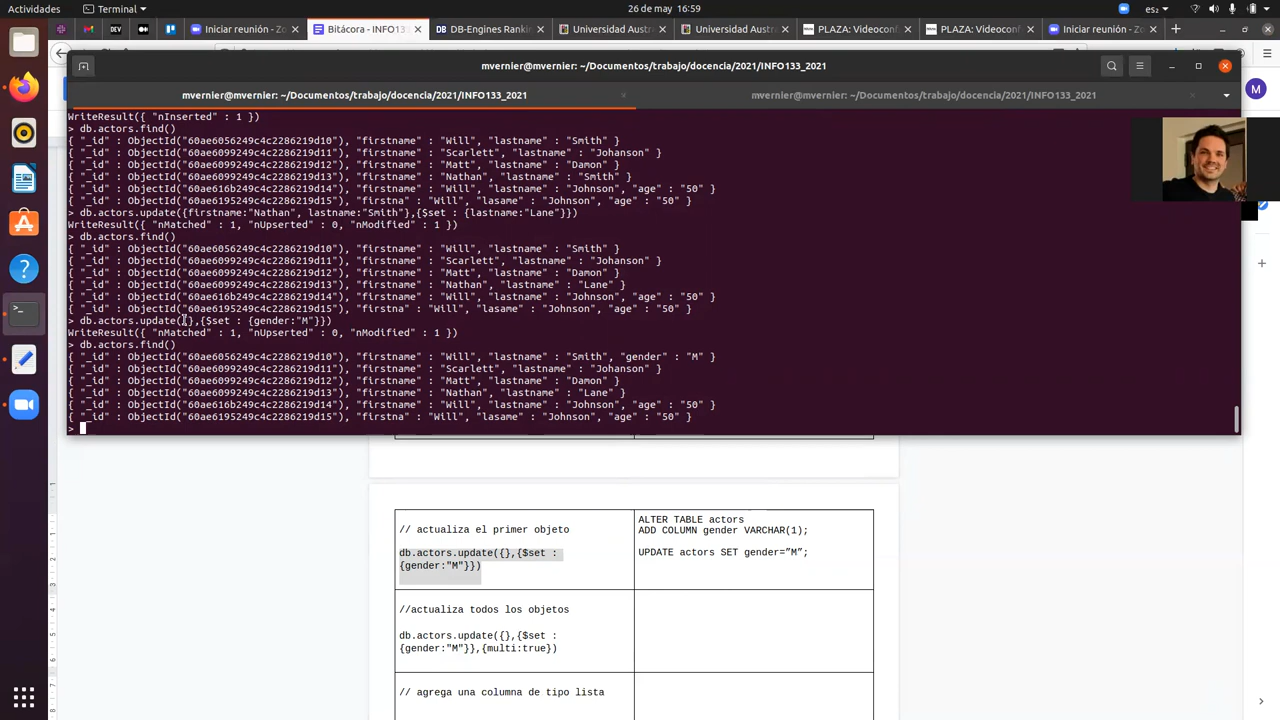 Actividades
Terminal
26 de may 16:59
es₂
Iniciar reunión - Zo
Bitácora - INFO133
DB-Engines Rankin
Universidad Austra
Universidad Austra
PLAZA: Videoconf
PLAZA: Videoconf
Iniciar reunión - Zo
mvernier@mvernier: ~/Documentos/trabajo/docencia/2021/INFO133_2021
mvernier@mvernier: ~/Documentos/trabajo/docencia/2021/INFO133_2021
mvernier@mvernier: ~/Documentos/trabajo/docencia/2021/INFO133_2021
M
WriteResult({ "nInserted" : 1 })
> db.actors.find()
{ "_id" : ObjectId("60ae6056249c4c2286219d10"), "firstname" : "Will", "lastname" : "Smith" }
{ "_id" : ObjectId("60ae6099249c4c2286219d11"), "firstname" : "Scarlett", "lastname" : "Johanson" }
{ "_id" : ObjectId("60ae6099249c4c2286219d12"), "firstname" : "Matt", "lastname" : "Damon" }
{ "_id" : ObjectId("60ae6099249c4c2286219d13"), "firstname" : "Nathan", "lastname" : "Smith" }
{ "_id" : ObjectId("60ae616b249c4c2286219d14"), "firstname" : "Will", "lastname" : "Johnson", "age" : "50" }
{ "_id" : ObjectId("60ae6195249c4c2286219d15"), "firstna" : "Will", "lasame" : "Johnson", "age" : "50" }
> db.actors.update({firstname:"Nathan", lastname:"Smith"},{$set : {lastname:"Lane"}})
WriteResult({ "nMatched" : 1, "nUpserted" : 0, "nModified" : 1 })
> db.actors.find()
{ "_id" : ObjectId("60ae6056249c4c2286219d10"), "firstname" : "Will", "lastname" : "Smith" }
{ "_id" : ObjectId("60ae6099249c4c2286219d11"), "firstname" : "Scarlett", "lastname" : "Johanson" }
{ "_id" : ObjectId("60ae6099249c4c2286219d12"), "firstname" : "Matt", "lastname" : "Damon" }
{ "_id" : ObjectId("60ae6099249c4c2286219d13"), "firstname" : "Nathan", "lastname" : "Lane" }
{ "_id" : ObjectId("60ae616b249c4c2286219d14"), "firstname" : "Will", "lastname" : "Johnson", "age" : "50" }
{ "_id" : ObjectId("60ae6195249c4c2286219d15"), "firstna" : "Will", "lasame" : "Johnson", "age" : "50" }
> db.actors.update({},{$set : {gender:"M"}})
WriteResult({ "nMatched" : 1, "nUpserted" : 0, "nModified" : 1 })
> db.actors.find()
{ "_id" : ObjectId("60ae6056249c4c2286219d10"), "firstname" : "Will", "lastname" : "Smith", "gender" : "M" }
{ "_id" : ObjectId("60ae6099249c4c2286219d11"), "firstname" : "Scarlett", "lastname" : "Johanson" }
{ "_id" : ObjectId("60ae6099249c4c2286219d12"), "firstname" : "Matt", "lastname" : "Damon" }
{ "_id" : ObjectId("60ae6099249c4c2286219d13"), "firstname" : "Nathan", "lastname" : "Lane" }
{ "_id" : ObjectId("60ae616b249c4c2286219d14"), "firstname" : "Will", "lastname" : "Johnson", "age" : "50" }
{ "_id" : ObjectId("60ae6195249c4c2286219d15"), "firstna" : "Will", "lasame" : "Johnson", "age" : "50" }
>
// actualiza el primer objeto
db.actors.update({},{$set :
{gender:"M"}})
ALTER TABLE actors
ADD COLUMN gender VARCHAR(1);
UPDATE actors SET gender=”M”;
//actualiza todos los objetos
db.actors.update({},{$set :
{gender:"M"}},{multi:true})
// agrega una columna de tipo lista